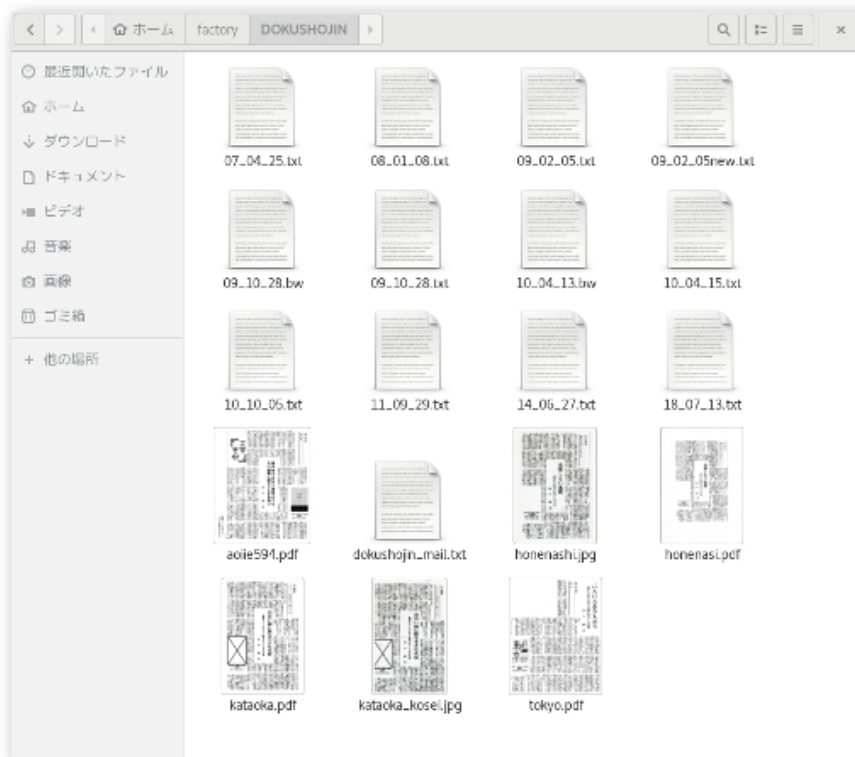 ホーム factory DOKUSHOJIN
最近開いたファイル
ホーム
ダウンロード
ドキュメント
ビデオ
音楽
画像
ゴミ箱
他の場所
07_04_25.txt 08_01_08.txt 09_02_05.txt 09_02_05new.txt
09_10_28.bw 09_10_28.txt 10_04_13.bw 10_04_15.txt
10_10_05.txt 11_09_29.txt 14_06_27.txt 18_07_13.txt
aoiie594.pdf dokushojin_mail.txt honenashi.jpg honenasi.pdf
kataoka.pdf kataoka_kosei.jpg tokyo.pdf